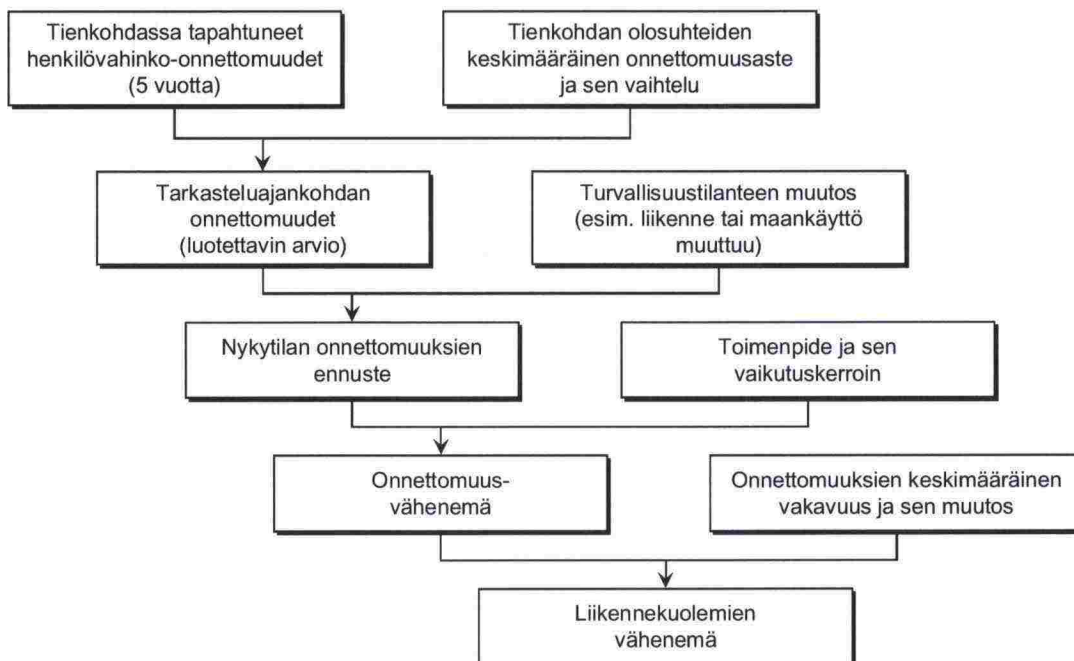 Tienkohdassa tapahtuneet
henkilövahinko-onnettomuudet
(5 vuotta)
Tienkohdan olosuhteiden
keskimääräinen onnettomuusaste
ja sen vaihtelu
Tarkasteluajankohdan
onnettomuudet
(luotettavin arvio)
Turvallisuustilanteen muutos
(esim. liikenne tai maankäyttö
muuttuu)
Nykytilan onnettomuuksien
ennuste
Toimenpide ja sen
vaikutuskerroin
Onnettomuus-
vähenemä
Onnettomuuksien keskimääräinen
vakavuus ja sen muutos
Liikennekuolemien
vähenemä